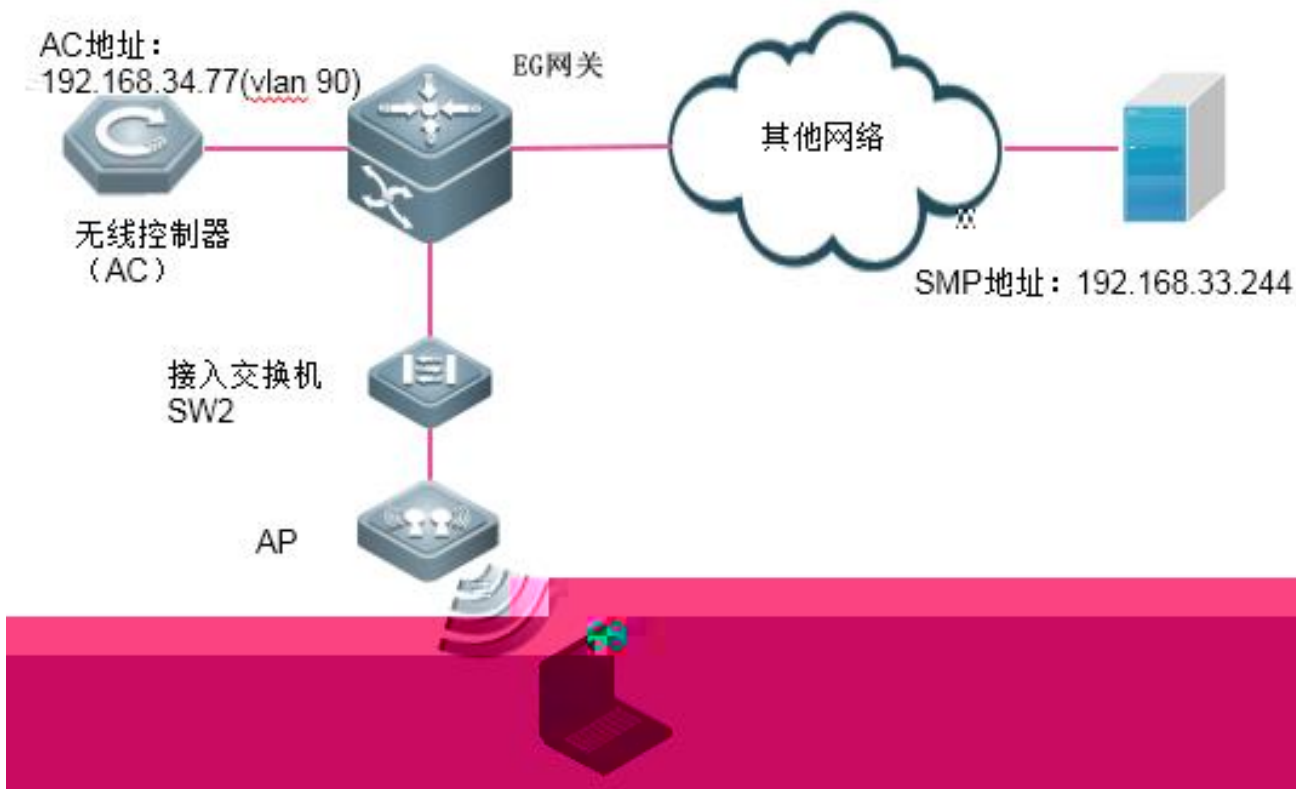 AC地址：
192.168.34.77(vlan 90)
EG网关
其他网络
无线控制器
（AC）
SMP地址：192.168.33.244
接入交换机
SW2
AP